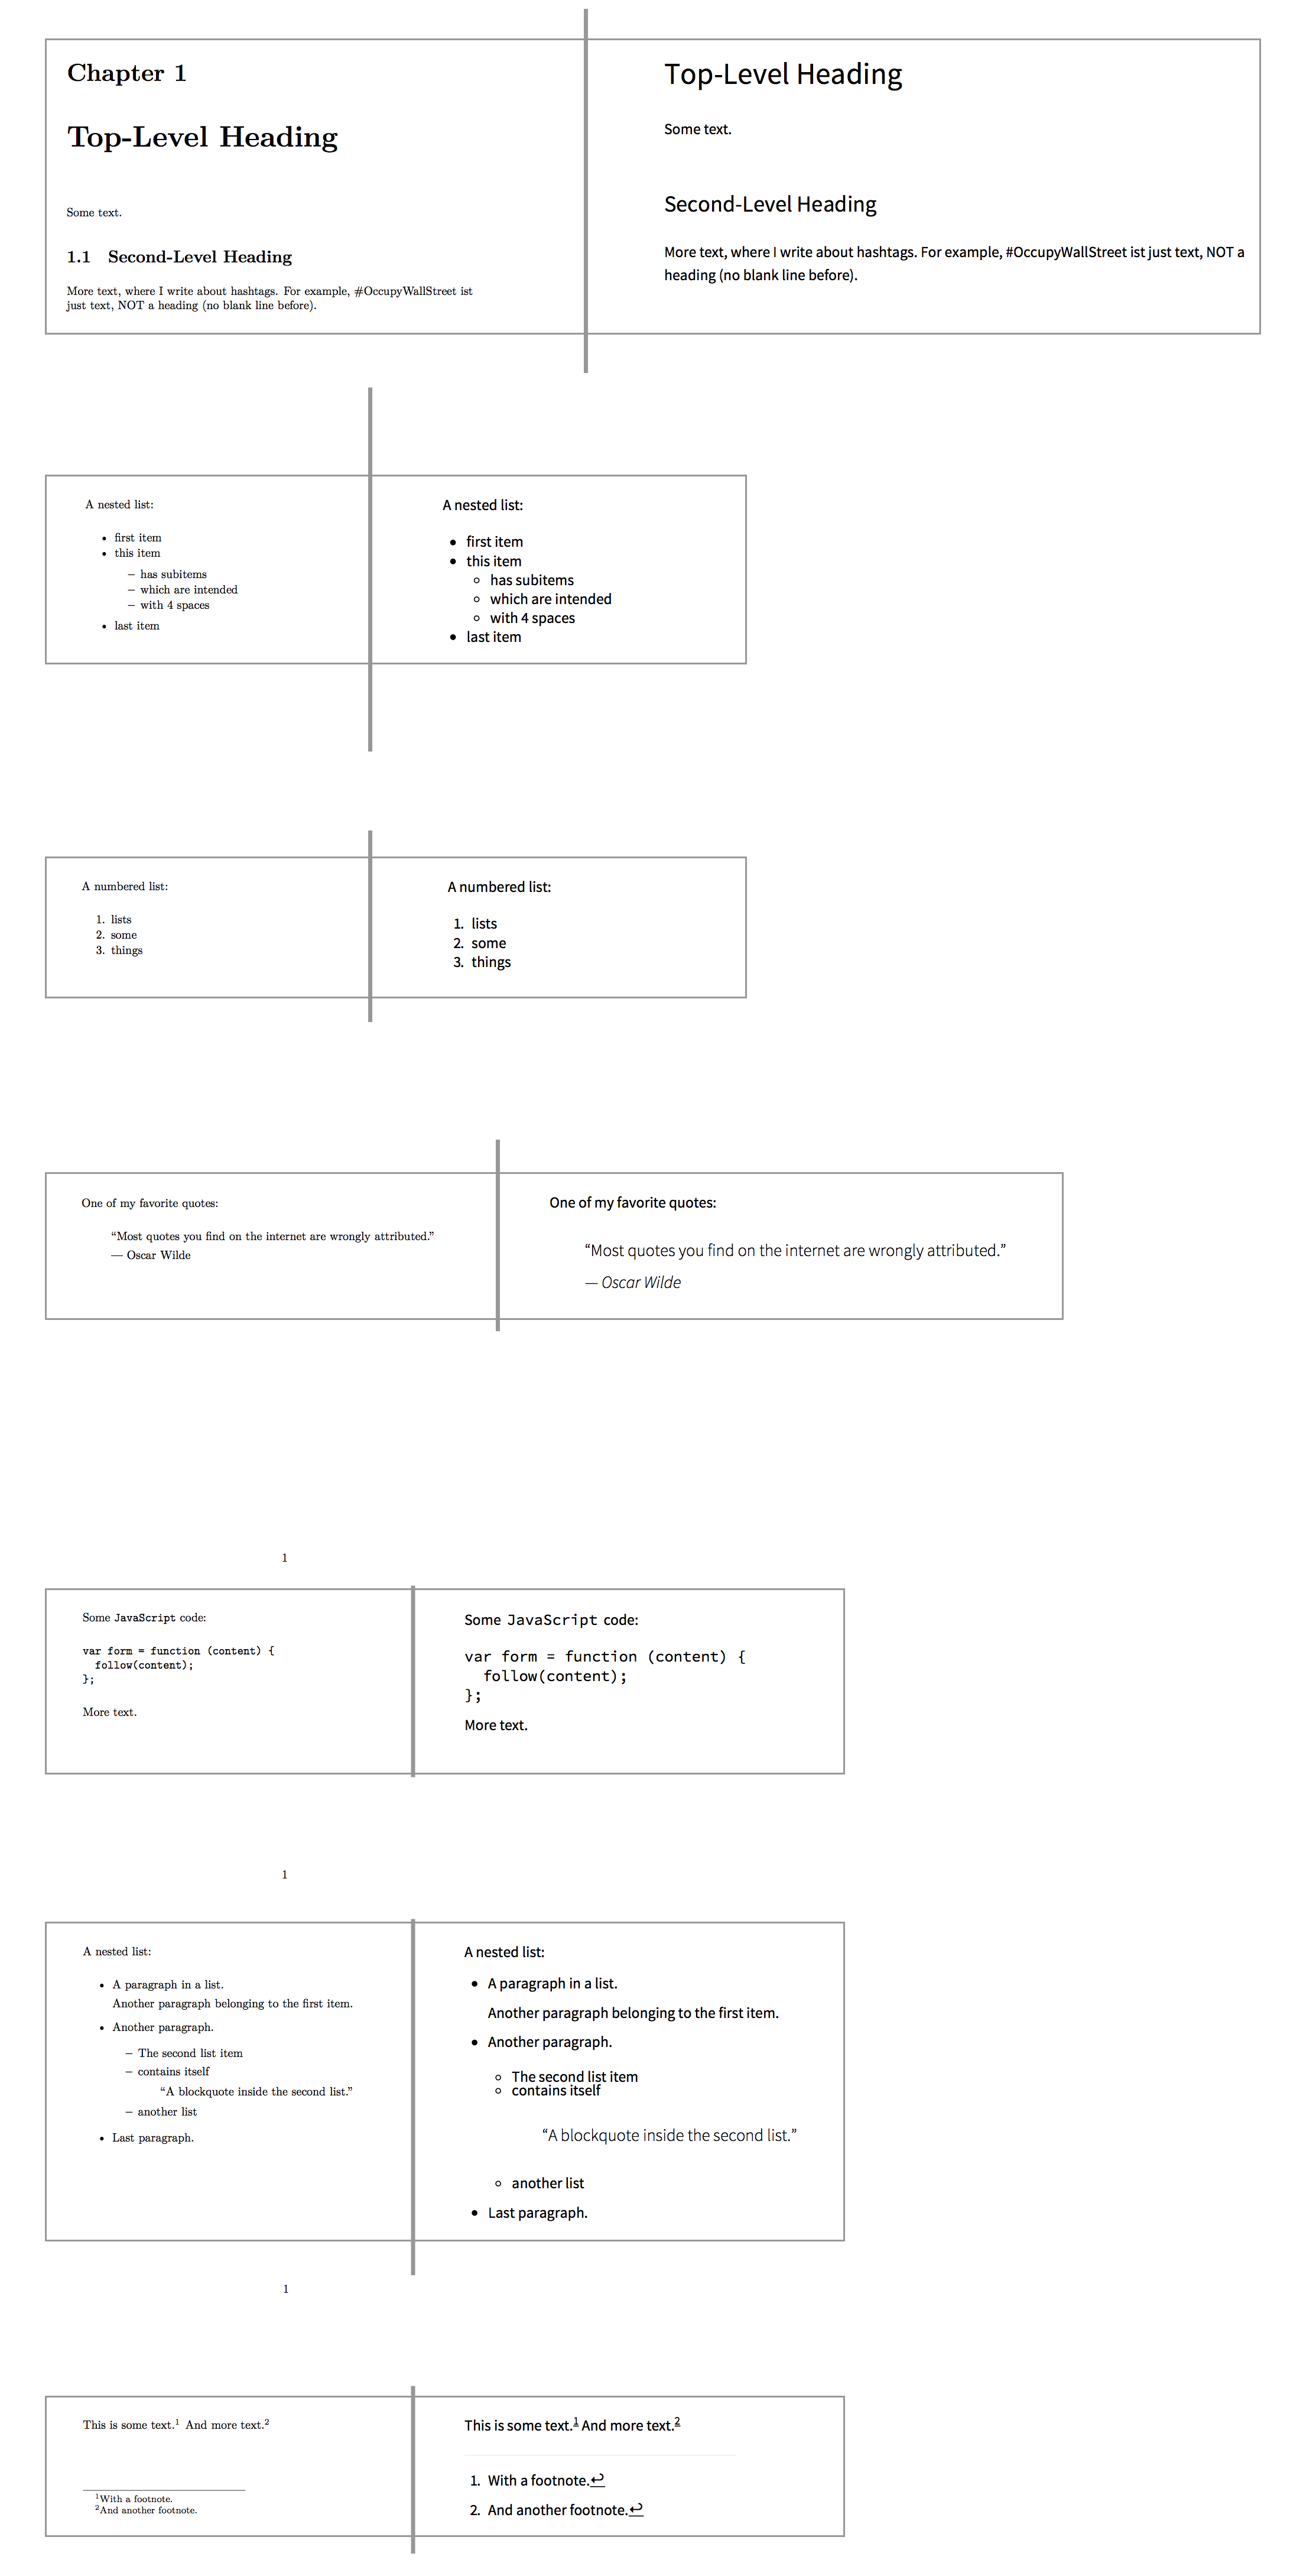 Chapter 1
Top-Level Heading
Some text.
1.1 Second-Level Heading
More text, where I write about hashtags. For example, #OccupyWallStreet ist
just text, NOT a heading (no blank line before).
Top-Level Heading
Some text.
Second-Level Heading
More text, where I write about hashtags. For example, #OccupyWallStreet ist just text, NOT a
heading (no blank line before).
A nested list:
• first item
• this item
– has subitems
– which are intended
– with 4 spaces
• last item
A nested list:
• first item
• this item
◦ has subitems
◦ which are intended
◦ with 4 spaces
• last item
A numbered list:
1. lists
2. some
3. things
A numbered list:
1. lists
2. some
3. things
One of my favorite quotes:
“Most quotes you find on the internet are wrongly attributed.”
— Oscar Wilde
One of my favorite quotes:
“Most quotes you find on the internet are wrongly attributed.”
— Oscar Wilde
1
Some JavaScript code:
var form = function (content) {
  follow(content);
};
More text.
Some JavaScript code:
var form = function (content) {
  follow(content);
};
More text.
1
A nested list:
• A paragraph in a list.
Another paragraph belonging to the first item.
• Another paragraph.
– The second list item
– contains itself
“A blockquote inside the second list.”
– another list
• Last paragraph.
A nested list:
• A paragraph in a list.
Another paragraph belonging to the first item.
• Another paragraph.
◦ The second list item
◦ contains itself
“A blockquote inside the second list.”
◦ another list
• Last paragraph.
1
This is some text.¹ And more text.²
¹With a footnote.
²And another footnote.
This is some text.¹ And more text.²
1. With a footnote.↩
2. And another footnote.↩